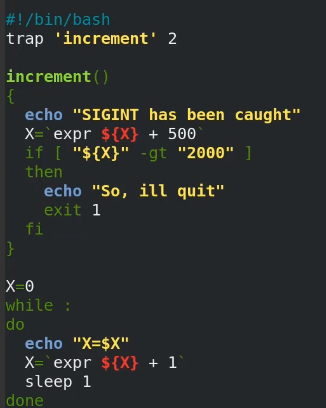 #!/bin/bash
trap 'increment' 2

increment()
{
  echo "SIGINT has been caught"
  X=`expr ${X} + 500`
  if [ "${X}" -gt "2000" ]
  then
    echo "So, ill quit"
    exit 1
  fi
}

X=0
while :
do
  echo "X=$X"
  X=`expr ${X} + 1`
  sleep 1
done